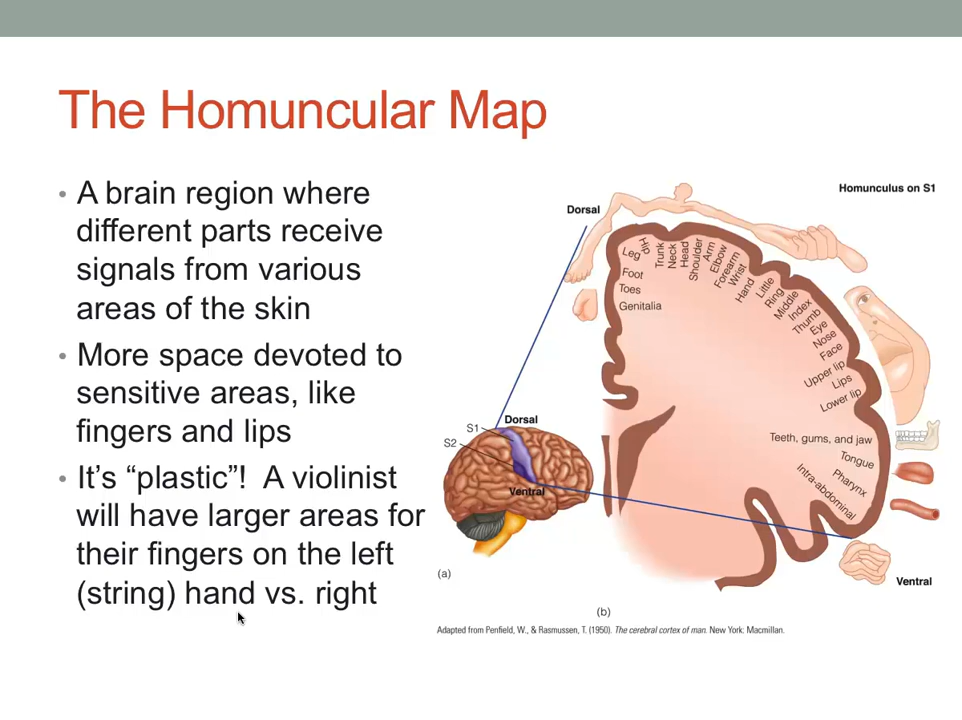 The Homuncular Map
• A brain region where
different parts receive
signals from various
areas of the skin
• More space devoted to
sensitive areas, like
fingers and lips
• It’s “plastic”!  A violinist
will have larger areas for
their fingers on the left
(string) hand vs. right
Homunculus on S1
Dorsal
Leg
Hip
Trunk
Neck
Head
Shoulder
Arm
Elbow
Forearm
Wrist
Hand
Little
Ring
Middle
Index
Thumb
Eye
Nose
Face
Upper lip
Lips
Lower lip
Teeth, gums, and jaw
Tongue
Pharynx
Intra-abdominal
Foot
Toes
Genitalia
Dorsal
S1
S2
Ventral
Ventral
(a)
(b)
Adapted from Penfield, W., & Rasmussen, T. (1950). The cerebral cortex of man. New York: Macmillan.